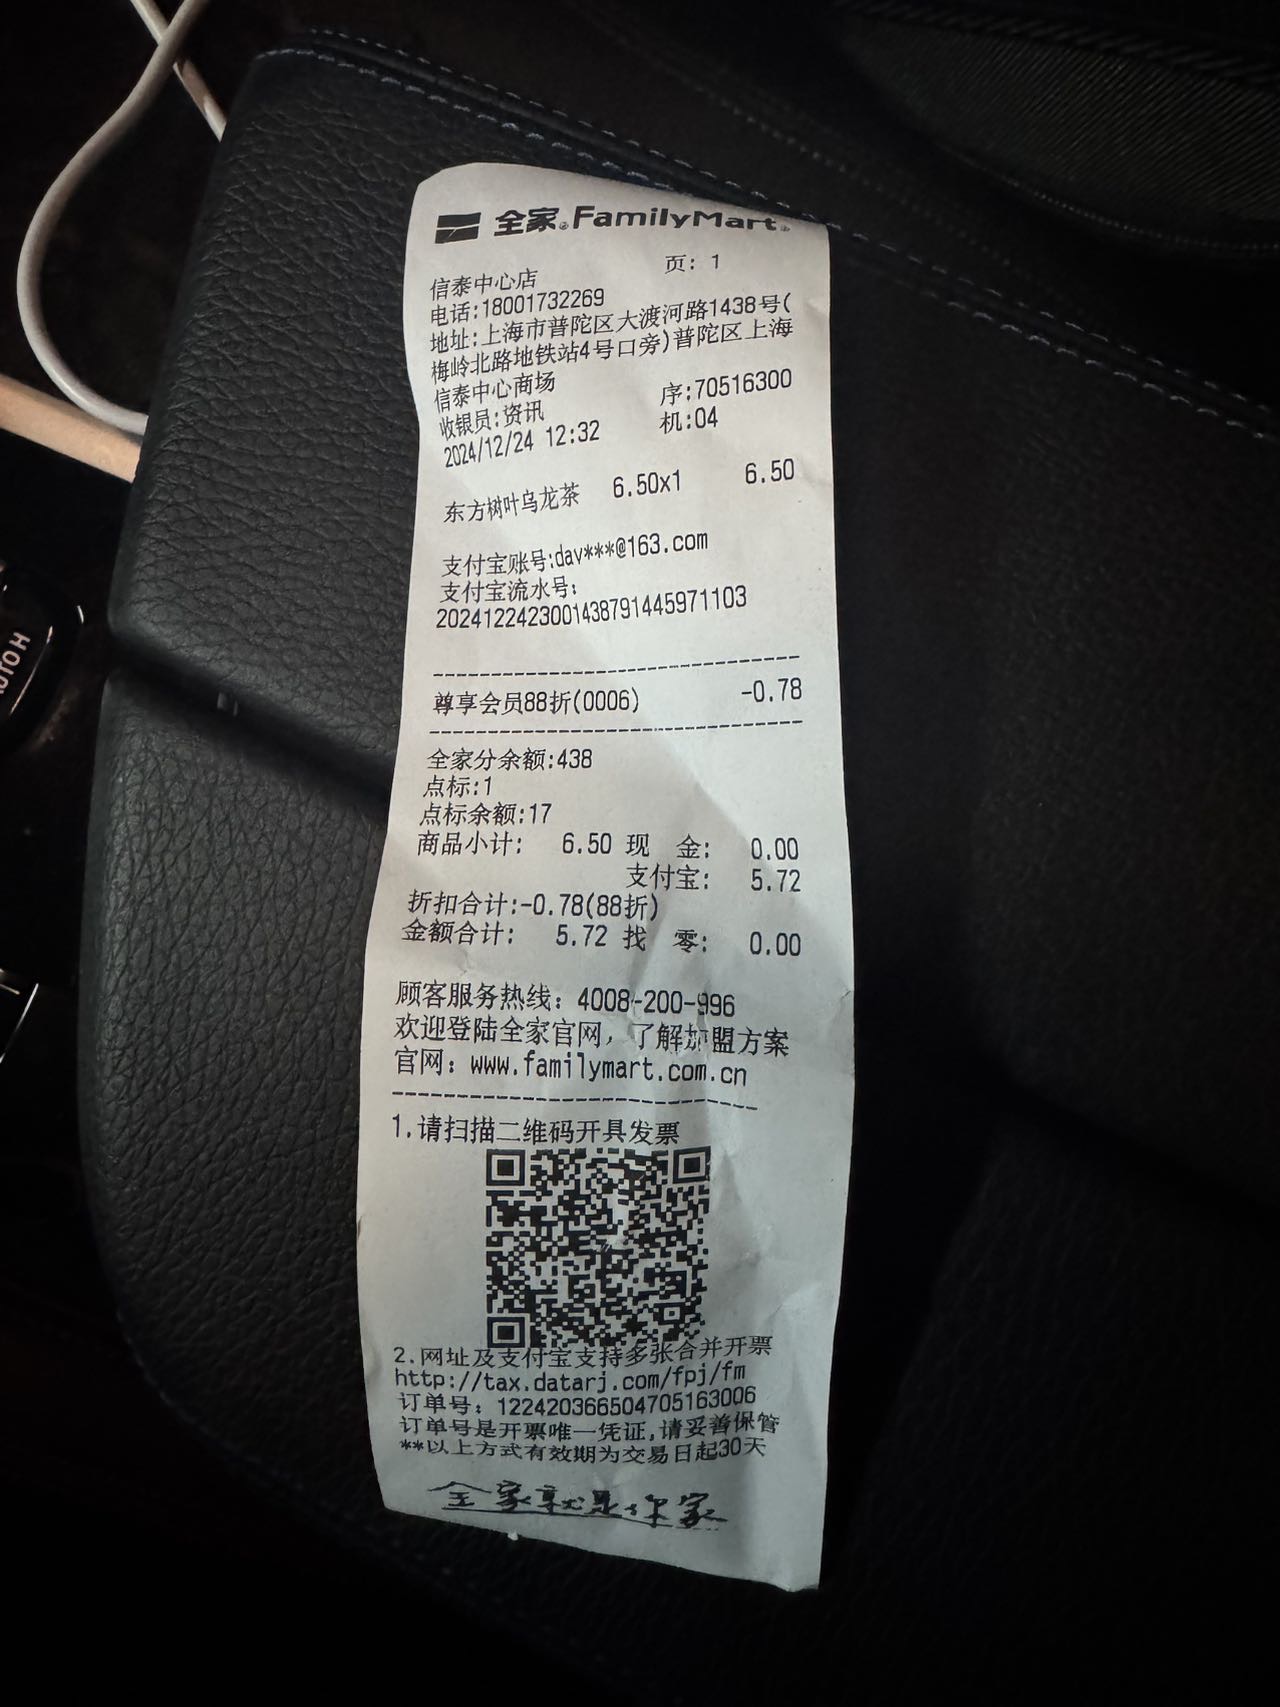 全家 FamilyMart
页: 1
信泰中心店
电话:18001732269
地址:上海市普陀区大渡河路1438号(
梅岭北路地铁站4号口旁)普陀区上海
信泰中心商场
收银员:资讯 序:70516300
2024/12/24 12:32 机:04
东方树叶乌龙茶 6.50x1 6.50
支付宝账号:dav***@163.com
支付宝流水号:
2024122423001438791445971103
尊享会员88折(0006) -0.78
全家分余额:438
点标:1
点标余额:17
商品小计: 6.50 现 金: 0.00
支付宝: 5.72
折扣合计:-0.78(88折)
金额合计: 5.72 找 零: 0.00
顾客服务热线: 4008-200-996
欢迎登陆全家官网,了解加盟方案
官网: www.familymart.com.cn
1.请扫描二维码开具发票
2.网址及支付宝支持多张合并开票
http://tax.datarj.com/fpj/fm
订单号: 122420366504705163006
订单号是开票唯一凭证,请妥善保管
**以上方式有效期为交易日起30天
全家就是你家
AUTO H